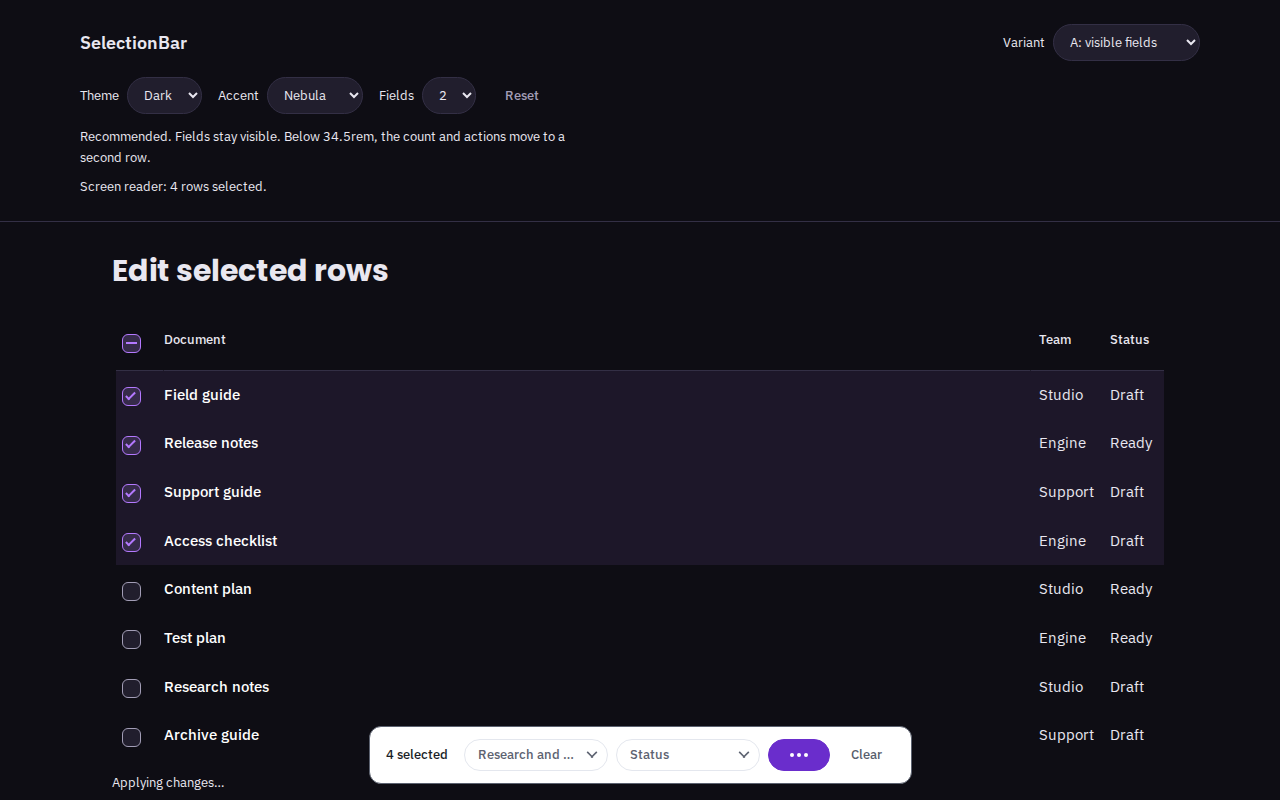 SelectionBar
Variant A: visible fields
Theme Dark Accent Nebula Fields 2 Reset
Recommended. Fields stay visible. Below 34.5rem, the count and actions move to a
second row.
Screen reader: 4 rows selected.
Edit selected rows
Document Team Status
Field guide Studio Draft
Release notes Engine Ready
Support guide Support Draft
Access checklist Engine Draft
Content plan Studio Ready
Test plan Engine Ready
Research notes Studio Draft
Archive guide Support Draft
4 selected Research and ... Status Clear
Applying changes...